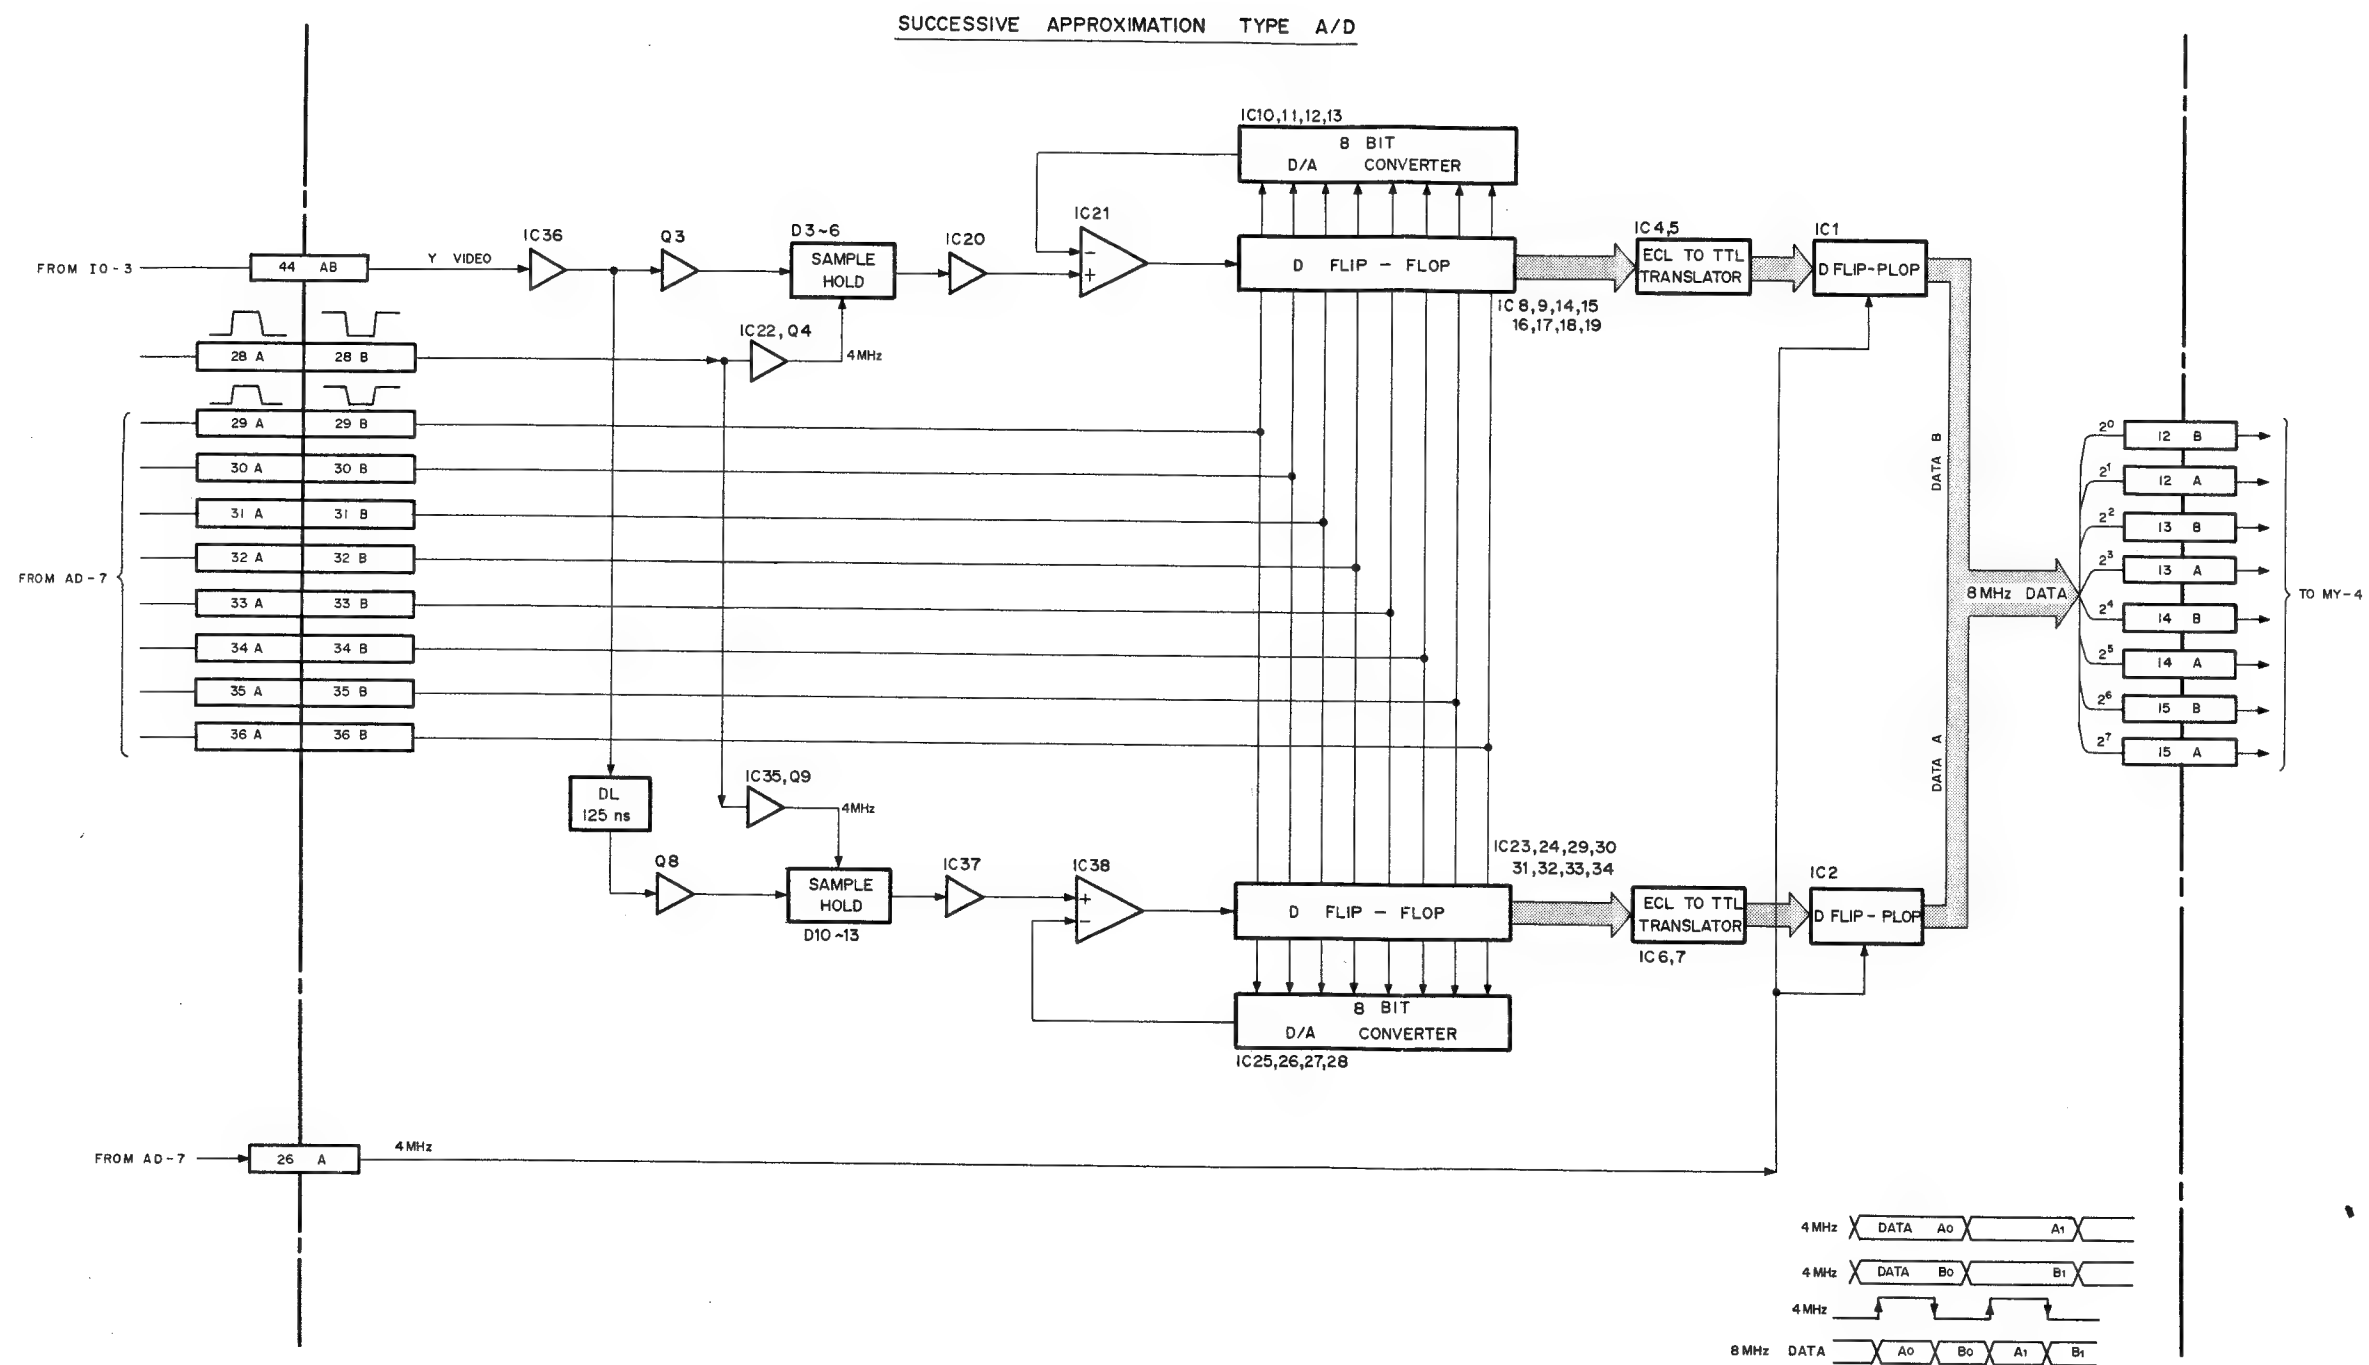 SUCCESSIVE APPROXIMATION TYPE A/D
IC10,11,12,13
8 BIT
D/A CONVERTER
FROM IO-3
44 AB
Y VIDEO
IC36
Q3
D3~6
SAMPLE
HOLD
IC20
IC21
−
+
D FLIP-FLOP
IC8,9,14,15
16,17,18,19
IC4,5
ECL TO TTL
TRANSLATOR
IC1
D FLIP-PLOP
28 A
28 B
IC22, Q4
4MHz
FROM AD-7
29 A
29 B
30 A
30 B
31 A
31 B
32 A
32 B
33 A
33 B
34 A
34 B
35 A
35 B
36 A
36 B
DATA B
DATA A
8MHz DATA
2⁰
12 B
2¹
12 A
2²
13 B
2³
13 A
2⁴
14 B
2⁵
14 A
2⁶
15 B
2⁷
15 A
TO MY-4
DL
125 ns
IC35,Q9
4MHz
Q8
SAMPLE
HOLD
D10~13
IC37
IC38
+
−
D FLIP-FLOP
IC23,24,29,30
31,32,33,34
ECL TO TTL
TRANSLATOR
IC6,7
IC2
D FLIP-PLOP
8 BIT
D/A CONVERTER
IC25,26,27,28
FROM AD-7
26 A
4MHz
4MHz DATA A0 A1
4MHz DATA B0 B1
4MHz
8MHz DATA A0 B0 A1 B1